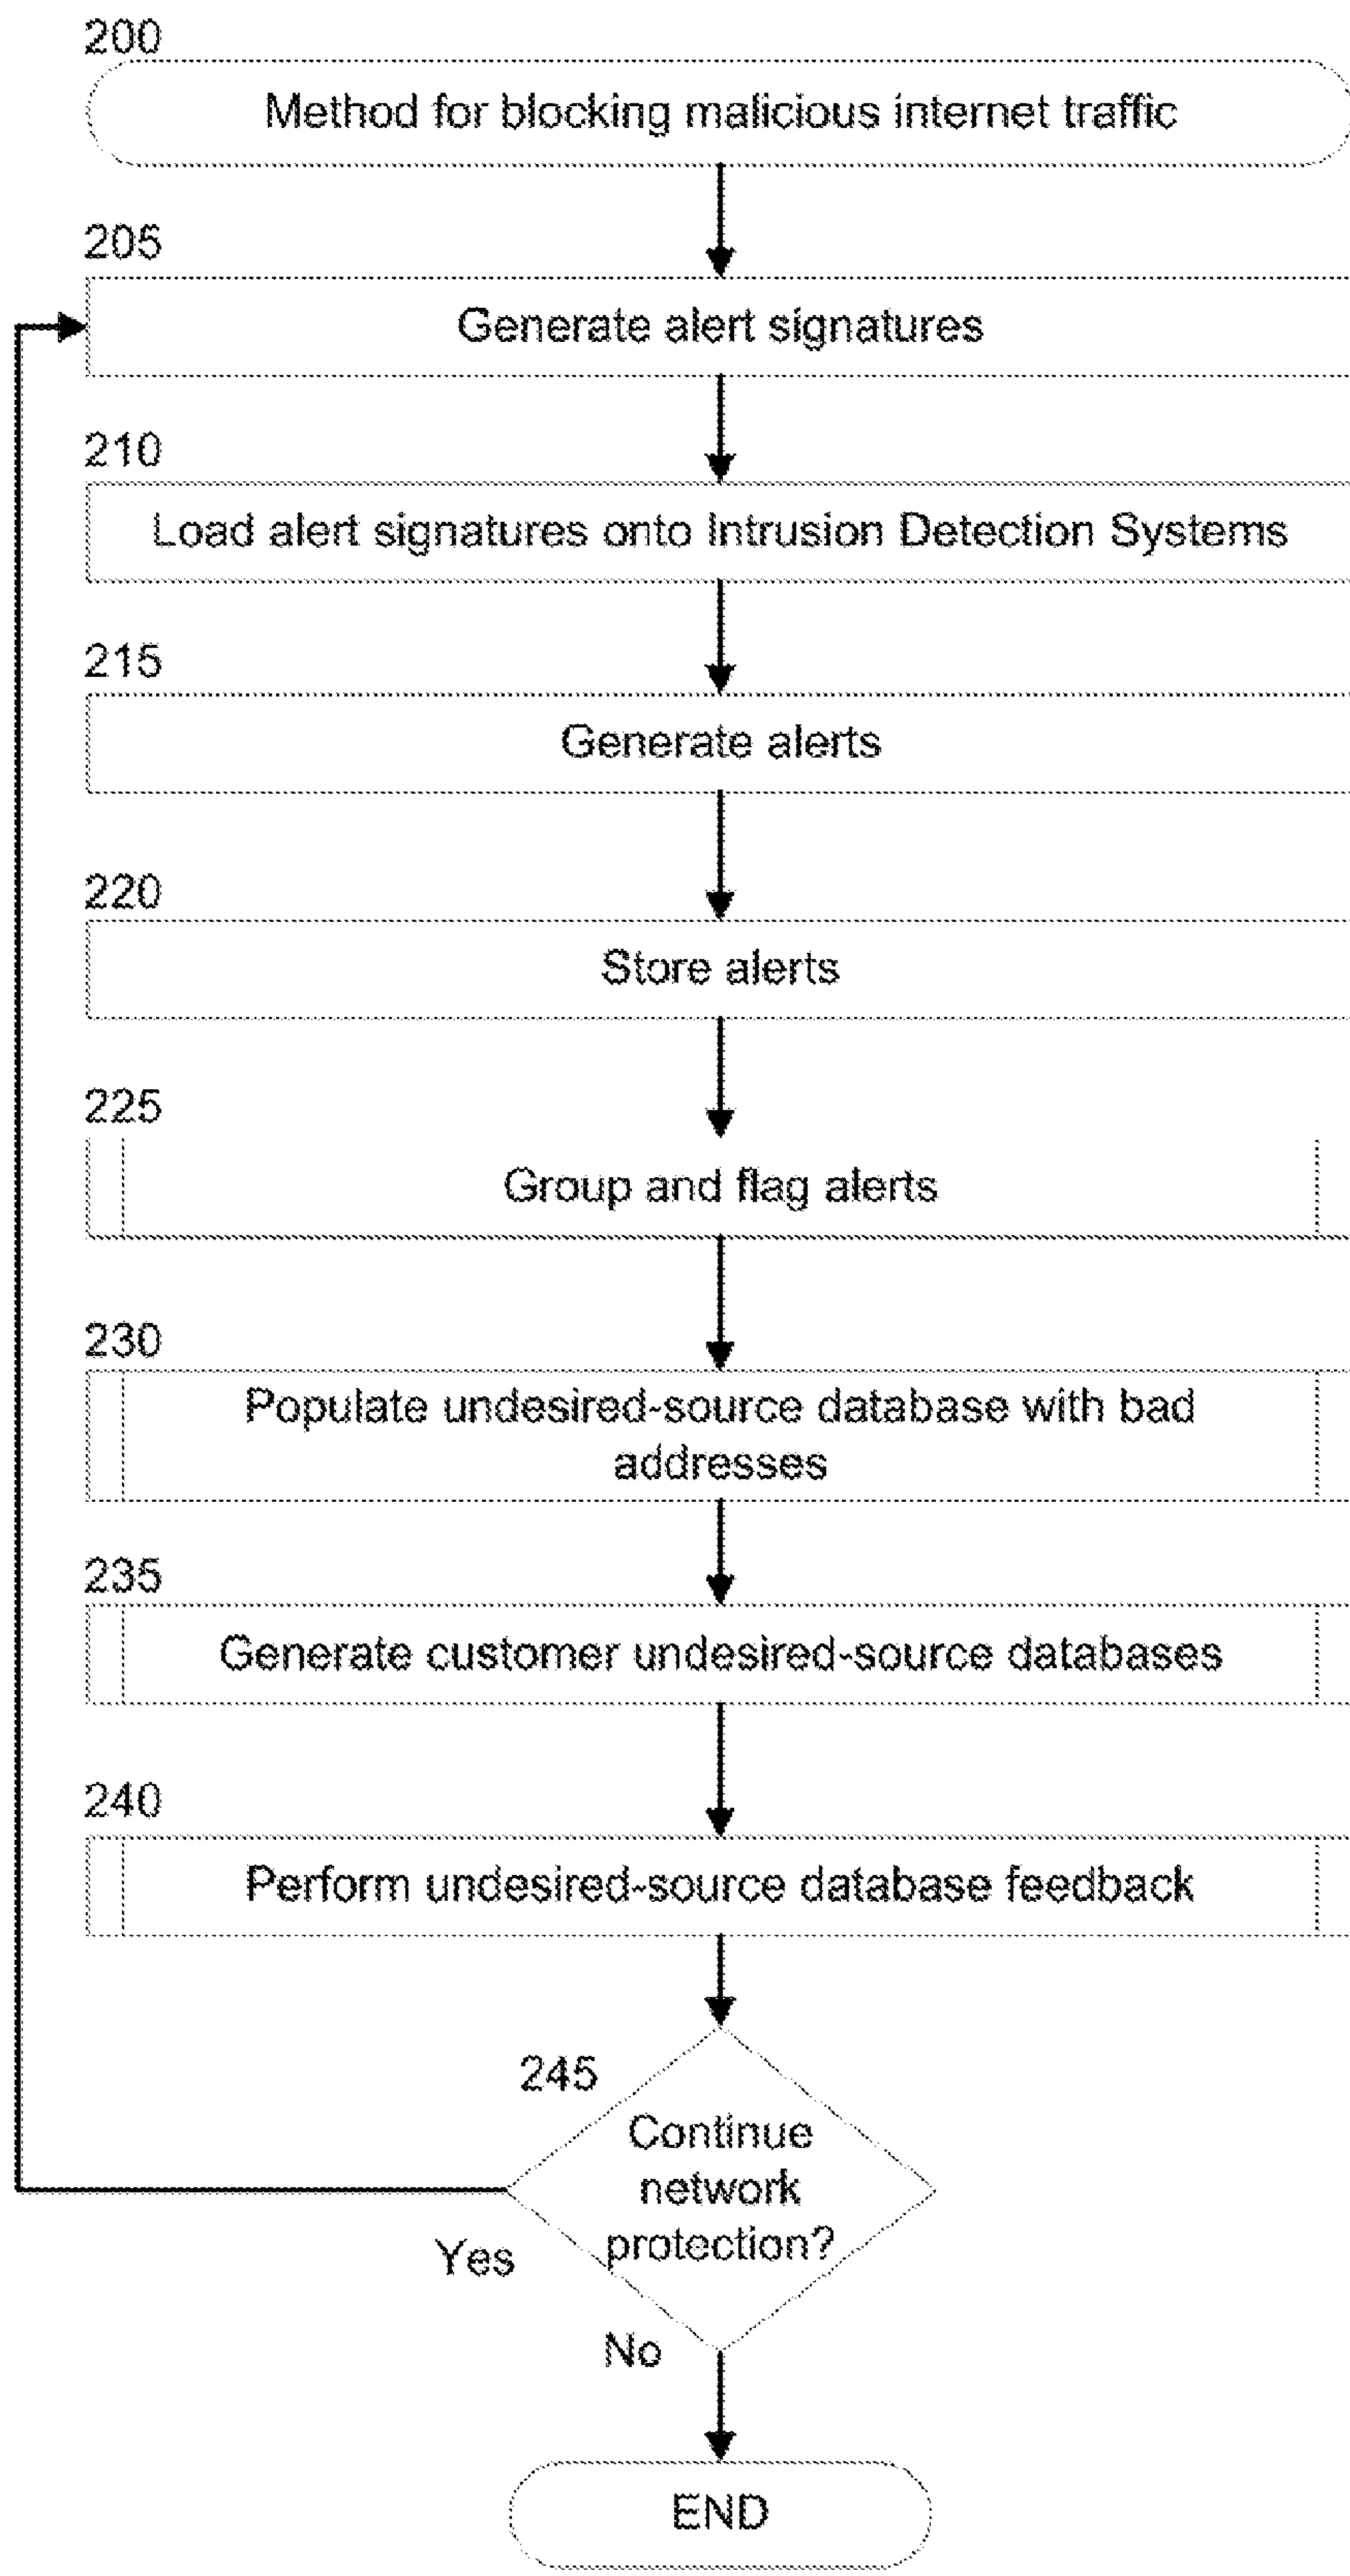 200
Method for blocking malicious internet traffic
205
Generate alert signatures
210
Load alert signatures onto Intrusion Detection Systems
215
Generate alerts
220
Store alerts
225
Group and flag alerts
230
Populate undesired-source database with bad
addresses
235
Generate customer undesired-source databases
240
Perform undesired-source database feedback
245
Continue
network
protection?
Yes
No
END